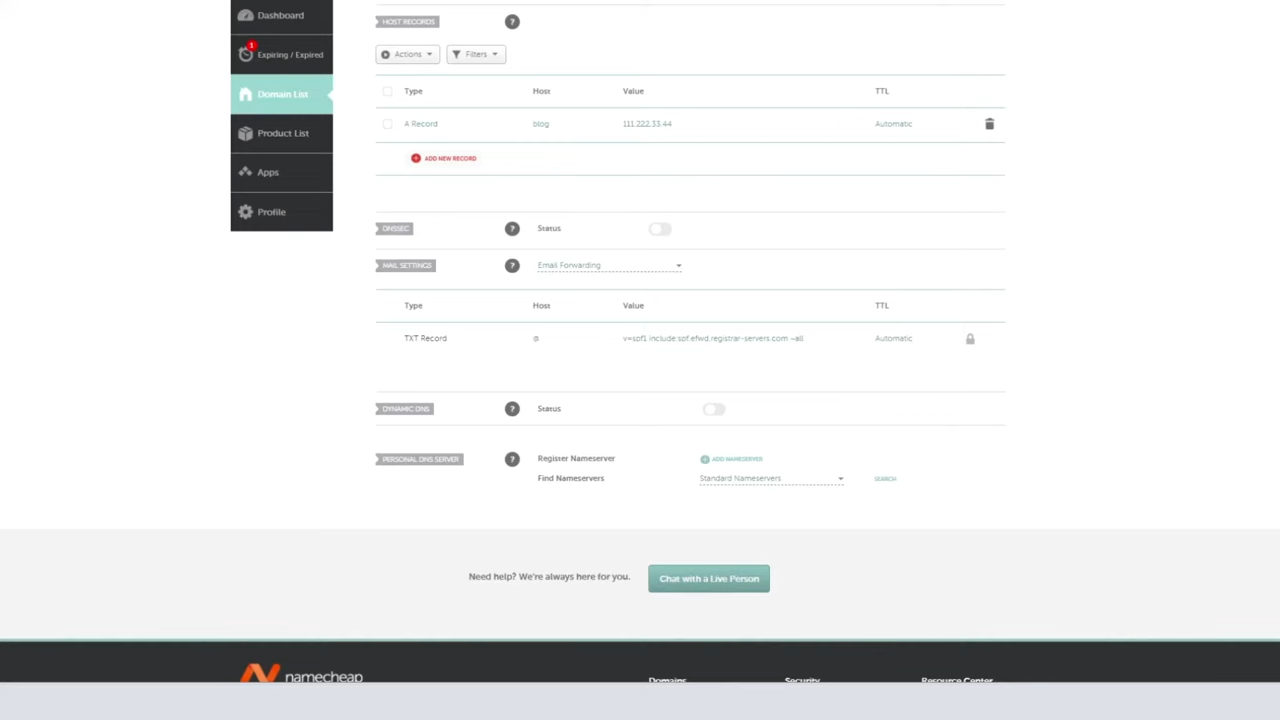 Dashboard
HOST RECORDS ?
Actions Filters
1
Expiring / Expired
Domain List
Type Host Value TTL
Product List
A Record blog 111.222.33.44 Automatic
ADD NEW RECORD
Apps
Profile
DNSSEC ? Status
MAIL SETTINGS ? Email Forwarding
Type Host Value TTL
TXT Record @ v=spf1 include:spf.efwd.registrar-servers.com ~all Automatic
DYNAMIC DNS ? Status
PERSONAL DNS SERVER ? Register Nameserver ADD NAMESERVER
Find Nameservers Standard Nameservers SEARCH
Need help? We're always here for you. Chat with a Live Person
namecheap Domains Security Resource Center